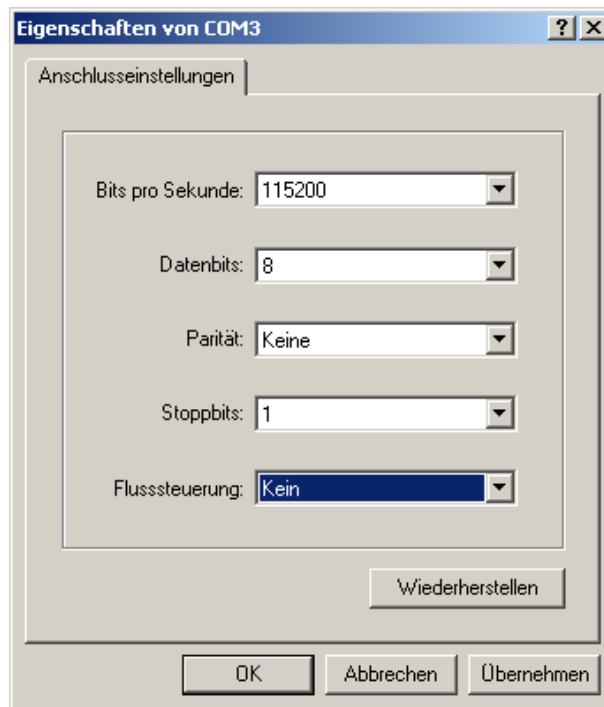 Eigenschaften von COM3
Anschlusseinstellungen
Bits pro Sekunde: 115200
Datenbits: 8
Parität: Keine
Stoppbits: 1
Flusssteuerung: Kein
Wiederherstellen
OK Abbrechen Übernehmen